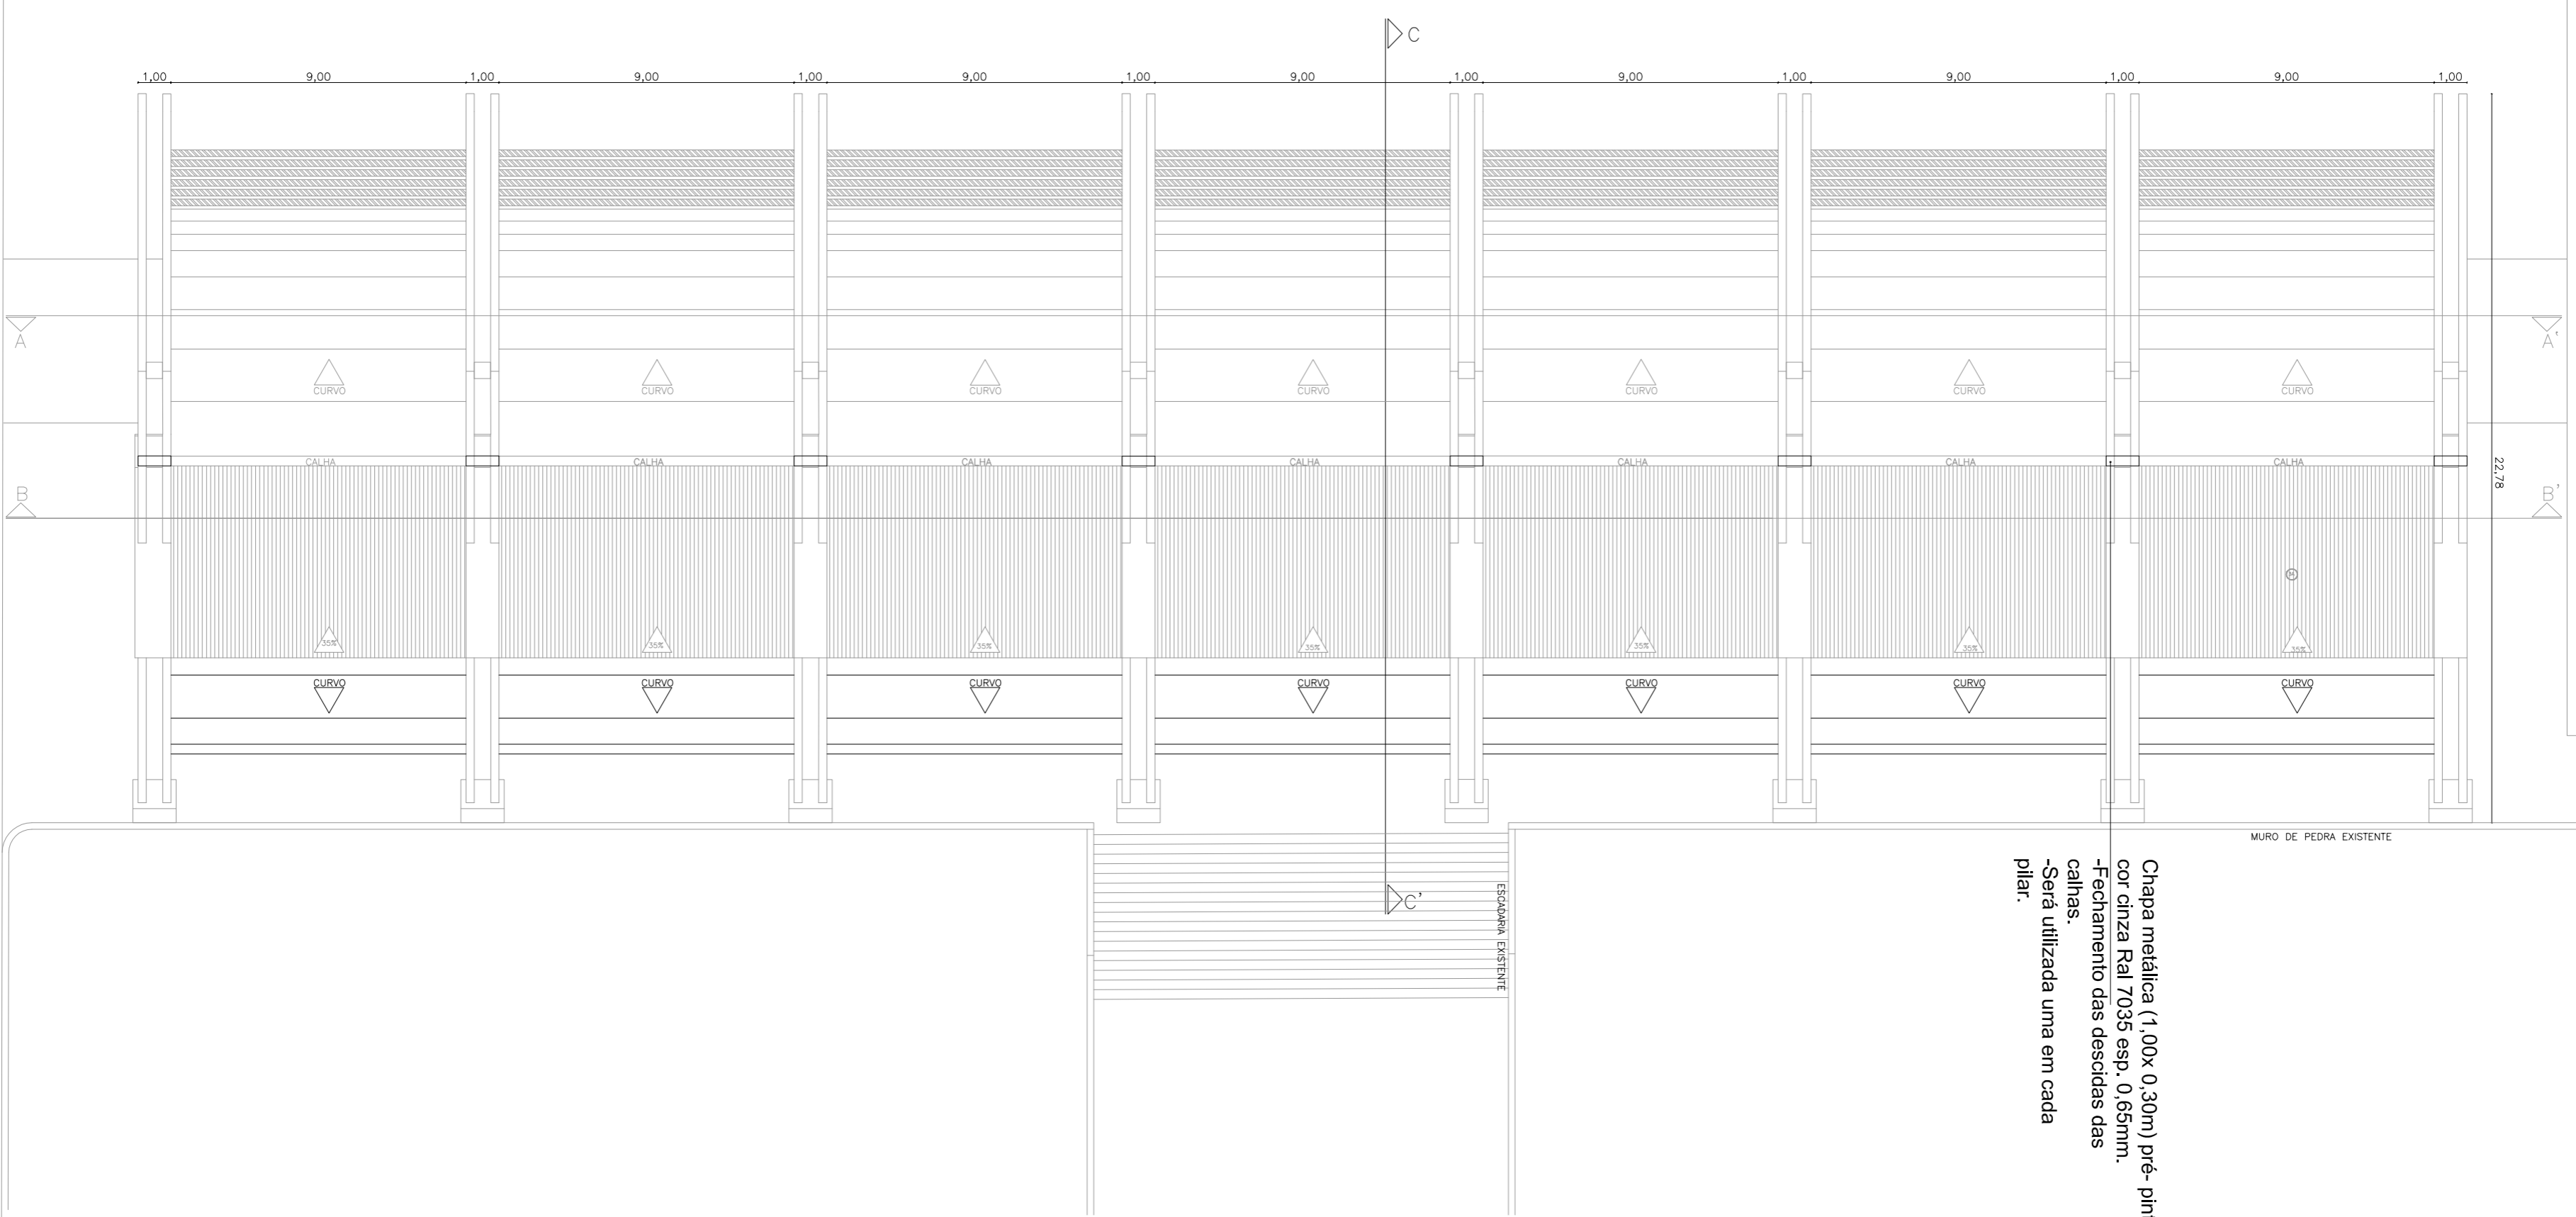 C
1,00 9,00 1,00 9,00 1,00 9,00 1,00 9,00 1,00 9,00 1,00 9,00 1,00 9,00 1,00
A A'
CURVO CURVO CURVO CURVO CURVO CURVO CURVO
CALHA CALHA CALHA CALHA CALHA CALHA CALHA
22,78
B B'
35% 35% 35% 35% 35% 35% 35%
CURVO CURVO CURVO CURVO CURVO CURVO CURVO
MURO DE PEDRA EXISTENTE
C'
ESCADARIA EXISTENTE
Chapa metálica (1,00x 0,30m) pré- pin
cor cinza Ral 7035 esp. 0,65mm.
-Fechamento das descidas das
calhas.
-Será utilizada uma em cada
pilar.